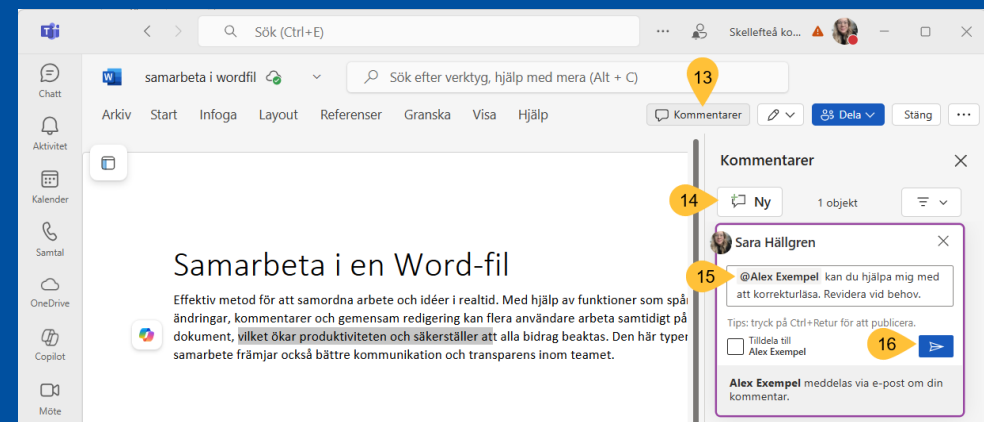 Sök (Ctrl+E)
Skellefteå ko...
Chatt
Aktivitet
Kalender
Samtal
OneDrive
Copilot
Möte
samarbeta i wordfil
Sök efter verktyg, hjälp med mera (Alt + C)
13
Arkiv Start Infoga Layout Referenser Granska Visa Hjälp
Kommentarer
Dela
Stäng
Samarbeta i en Word-fil
Effektiv metod för att samordna arbete och idéer i realtid. Med hjälp av funktioner som spår
ändringar, kommentarer och gemensam redigering kan flera användare arbeta samtidigt på
dokument, vilket ökar produktiviteten och säkerställer att alla bidrag beaktas. Den här typer
samarbete främjar också bättre kommunikation och transparens inom teamet.
Kommentarer
14
Ny
1 objekt
Sara Hällgren
15
@Alex Exempel kan du hjälpa mig med
att korrekturläsa. Revidera vid behov.
Tips: tryck på Ctrl+Retur för att publicera.
Tilldela till
Alex Exempel
16
Alex Exempel meddelas via e-post om din
kommentar.